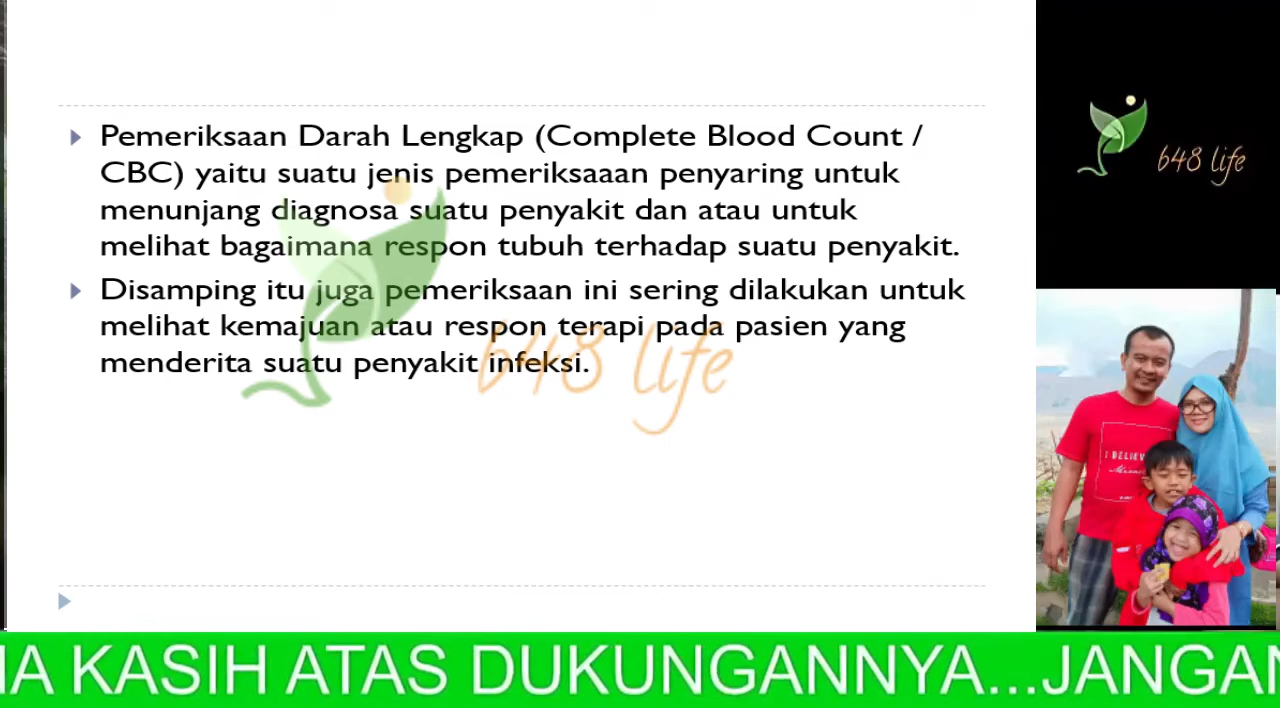 Pemeriksaan Darah Lengkap (Complete Blood Count /
CBC) yaitu suatu jenis pemeriksaaan penyaring untuk
menunjang diagnosa suatu penyakit dan atau untuk
melihat bagaimana respon tubuh terhadap suatu penyakit.
Disamping itu juga pemeriksaan ini sering dilakukan untuk
melihat kemajuan atau respon terapi pada pasien yang
menderita suatu penyakit infeksi.
648 life
648 life
I BELIEV
KASIH ATAS DUKUNGANNYA...JANGAN